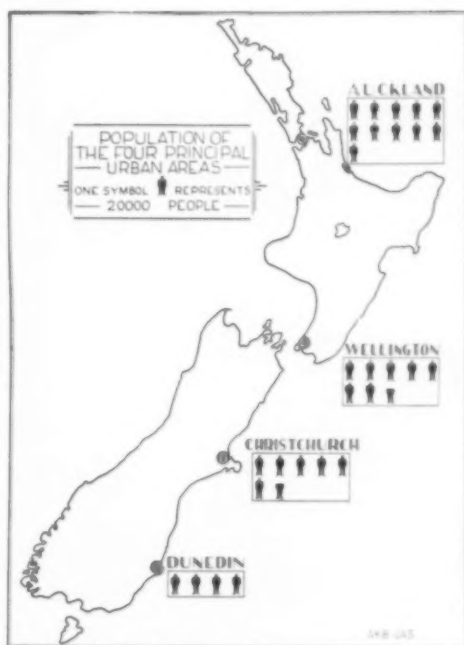 AUCKLAND
POPULATION OF
THE FOUR PRINCIPAL
URBAN AREAS
ONE SYMBOL REPRESENTS
20000 PEOPLE
WELLINGTON
CHRISTCHURCH
DUNEDIN